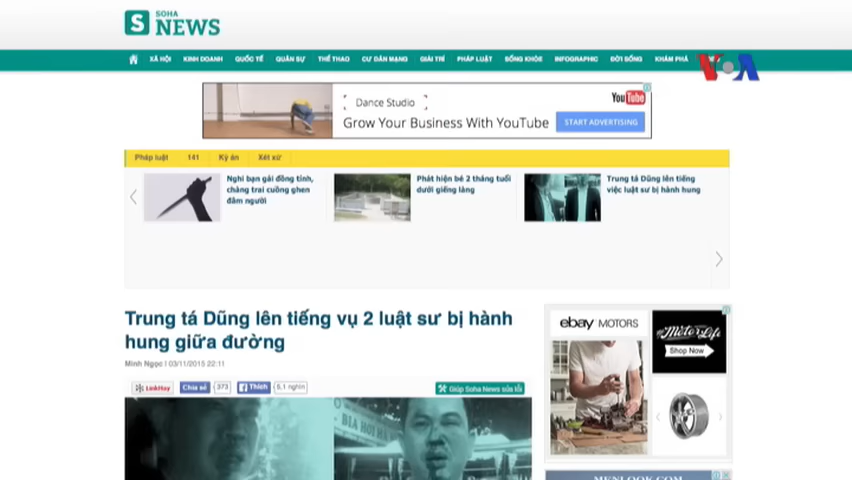 S SOHA NEWS
XÃ HỘI KINH DOANH QUỐC TẾ QUÂN SỰ THỂ THAO CƯ DÂN MẠNG GIẢI TRÍ PHÁP LUẬT SỐNG KHỎE INFOGRAPHIC ĐỜI SỐNG KHÁM PHÁ
VOA
Dance Studio
YouTube
Grow Your Business With YouTube
START ADVERTISING
Pháp luật 141 Kỳ án Xét xử
Nghi bạn gái đồng tính,
chàng trai cuồng ghen
đâm người
Phát hiện bé 2 tháng tuổi
dưới giếng làng
Trung tá Dũng lên tiếng
việc luật sư bị hành hung
Trung tá Dũng lên tiếng vụ 2 luật sư bị hành
hung giữa đường
Minh Ngọc | 03/11/2015 22:11
LinkHay
Chia sẻ 373
Thích 5,1 nghìn
Giúp Soha News sửa lỗi
BIA HƠI
ebay MOTORS
MotorLife
Shop Now
MENLOOK.COM